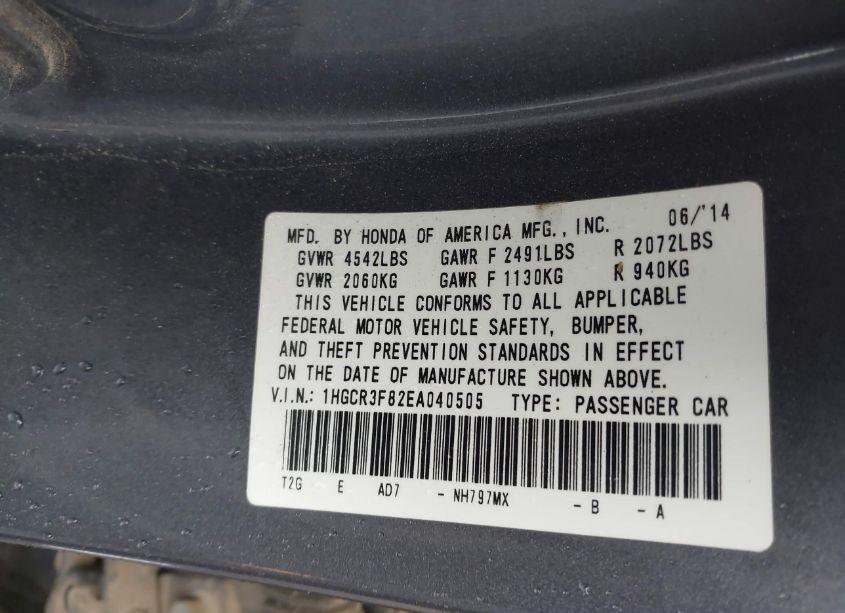 MFD. BY HONDA OF AMERICA MFG., INC. 06/'14
GVWR 4542LBS GAWR F 2491LBS R 2072LBS
GVWR 2060KG GAWR F 1130KG R 940KG
THIS VEHICLE CONFORMS TO ALL APPLICABLE
FEDERAL MOTOR VEHICLE SAFETY, BUMPER,
AND THEFT PREVENTION STANDARDS IN EFFECT
ON THE DATE OF MANUFACTURE SHOWN ABOVE.
V.I.N.: 1HGCR3F82EA040505 TYPE: PASSENGER CAR
T2G E AD7 - NH797MX - B - A